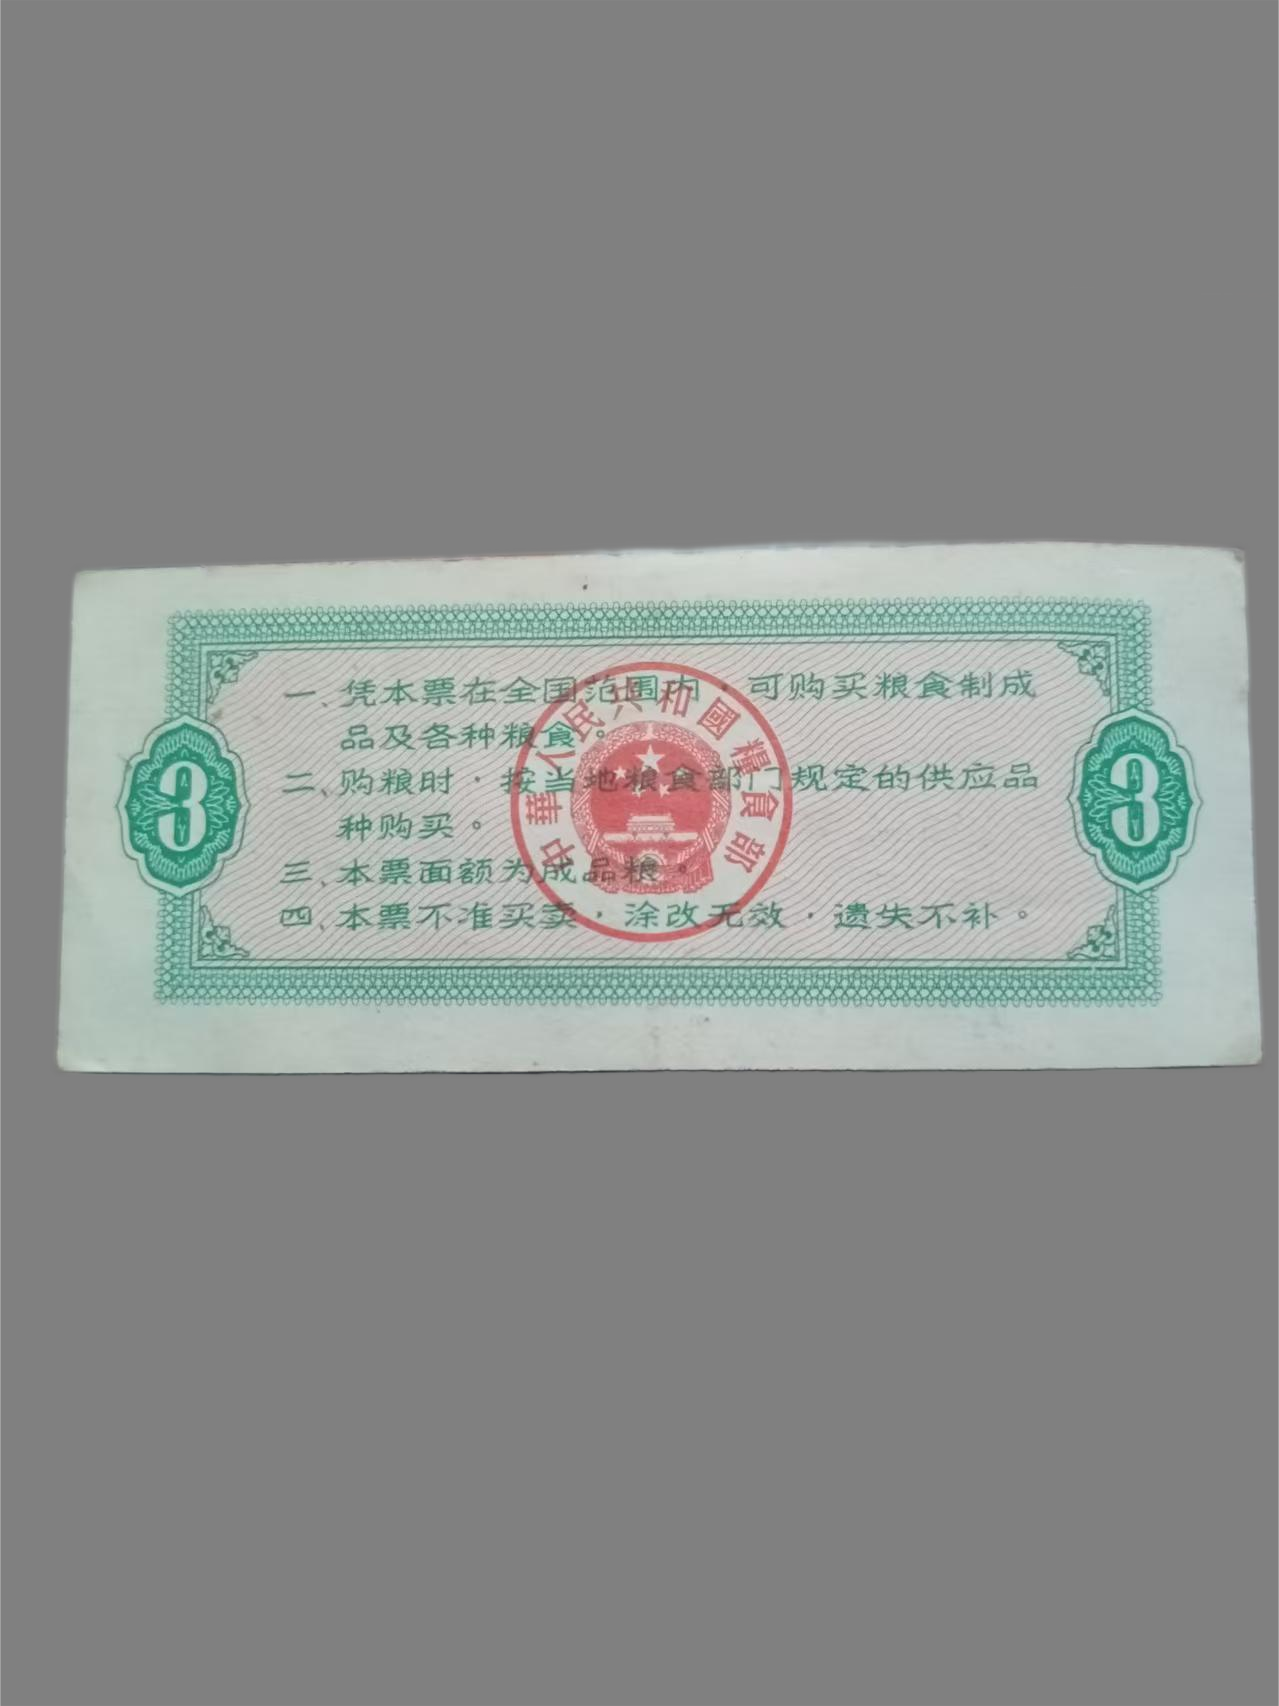 一、凭本票在全国范围内，可购买粮食制成
品及各种粮食。
二、购粮时，按当地粮食部门规定的供应品
种购买。
三、本票面额为成品粮。
四、本票不准买卖，涂改无效，遗失不补。
中華人民共和國糧食部
3
3